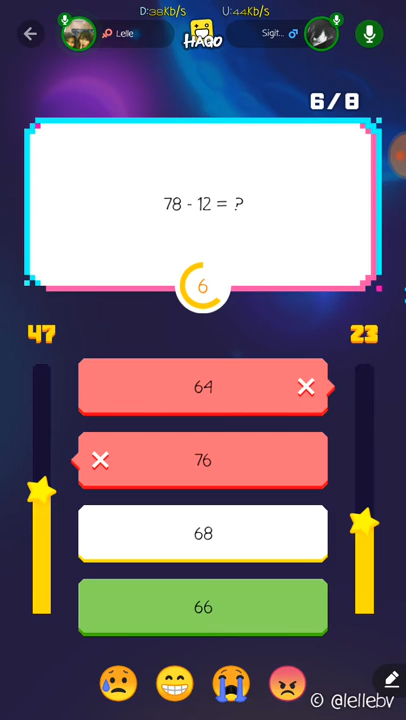 D:38Kb/s U:44Kb/s
Lelle
HAGO
Sigit...
6/8
78 - 12 = ?
6
47
23
64
76
68
66
© @lellebv